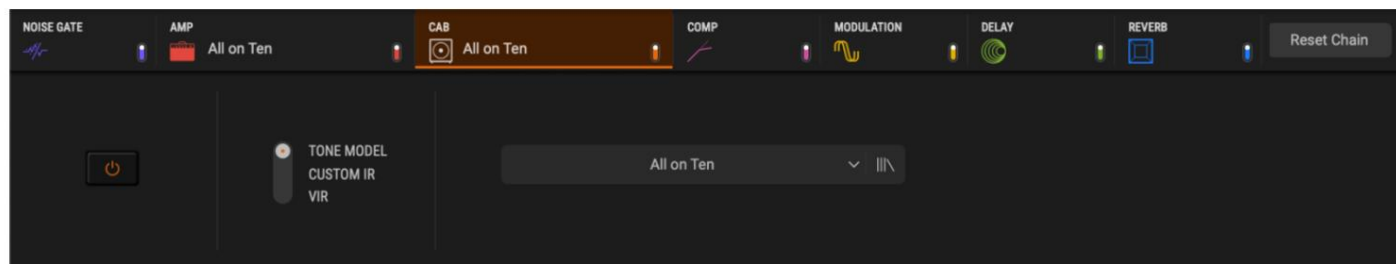 NOISE GATE
AMP
All on Ten
CAB
All on Ten
COMP
MODULATION
DELAY
REVERB
Reset Chain
TONE MODEL
CUSTOM IR
VIR
All on Ten